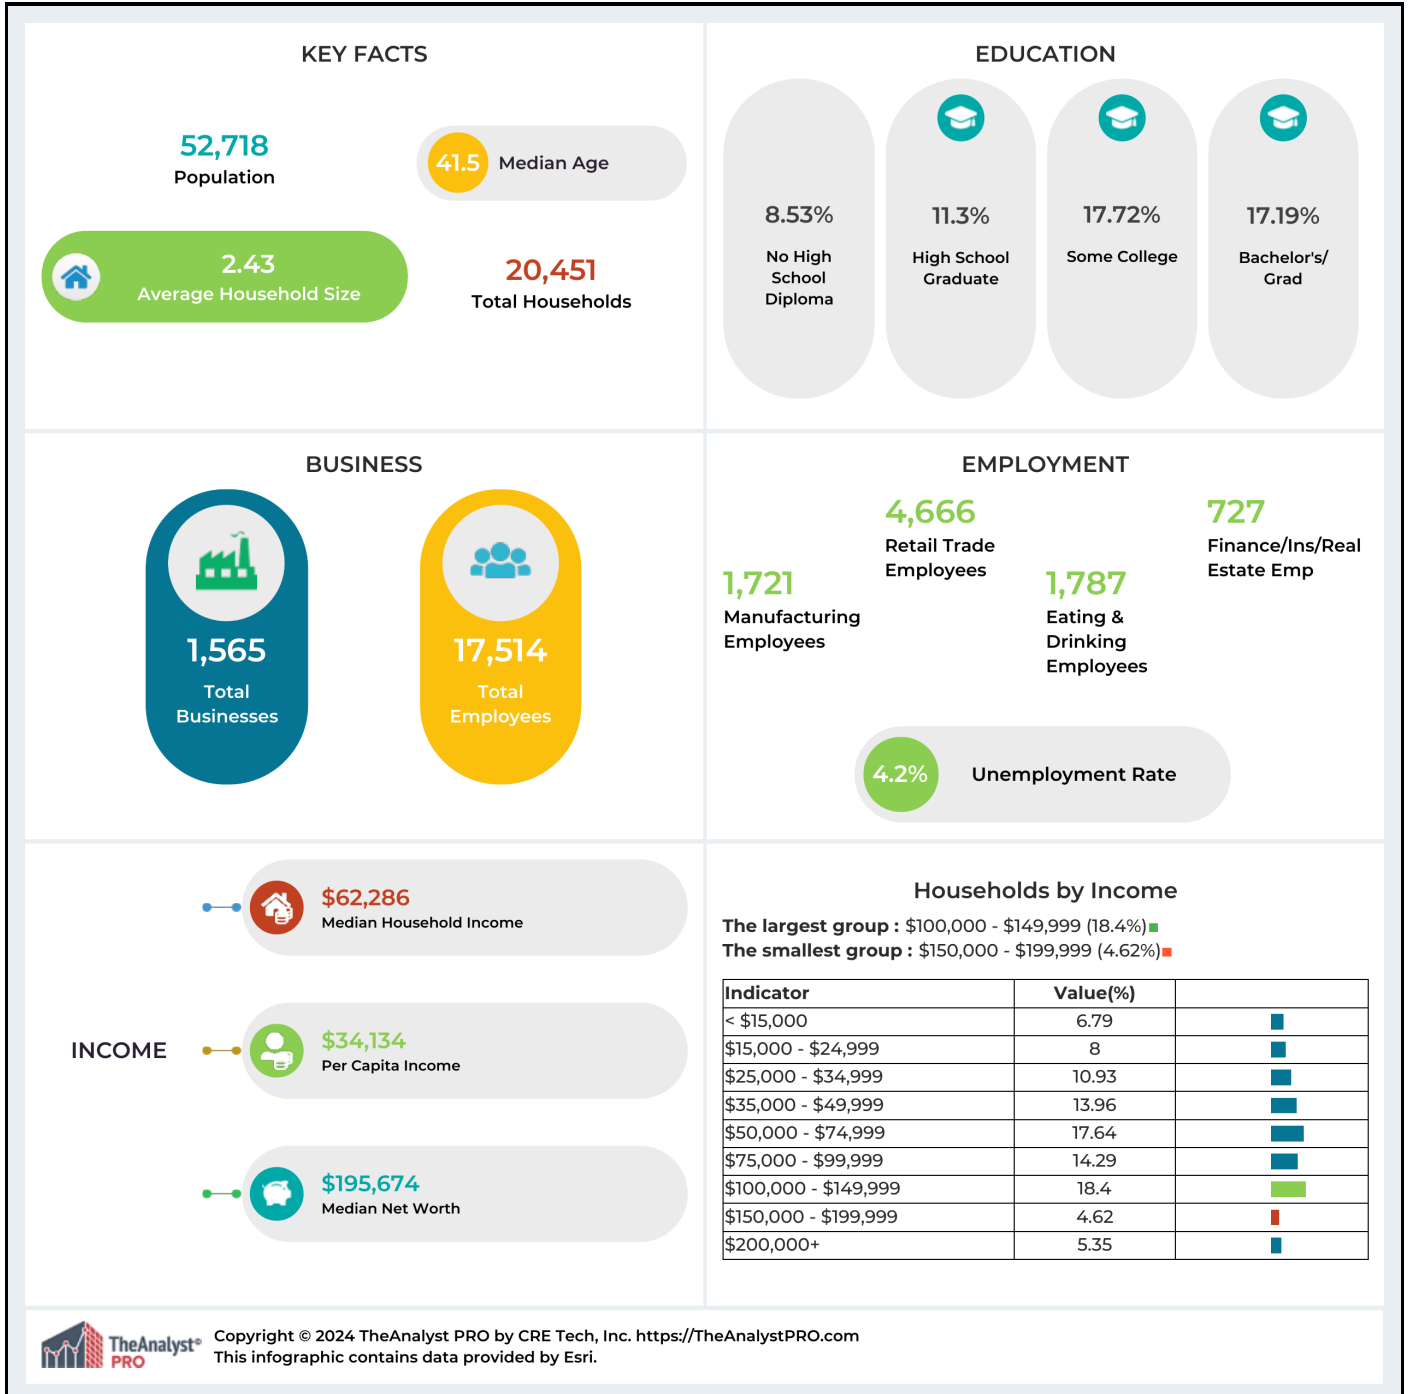 KEY FACTS
52,718
Population
41.5 Median Age
2.43
Average Household Size
20,451
Total Households
EDUCATION
8.53%
No High
School
Diploma
11.3%
High School
Graduate
17.72%
Some College
17.19%
Bachelor's/
Grad
BUSINESS
1,565
Total
Businesses
17,514
Total
Employees
EMPLOYMENT
1,721
Manufacturing
Employees
4,666
Retail Trade
Employees
1,787
Eating &
Drinking
Employees
727
Finance/Ins/Real
Estate Emp
4.2% Unemployment Rate
INCOME
$62,286
Median Household Income
$34,134
Per Capita Income
$195,674
Median Net Worth
Households by Income
The largest group : $100,000 - $149,999 (18.4%)
The smallest group : $150,000 - $199,999 (4.62%)
Indicator Value(%)
< $15,000 6.79
$15,000 - $24,999 8
$25,000 - $34,999 10.93
$35,000 - $49,999 13.96
$50,000 - $74,999 17.64
$75,000 - $99,999 14.29
$100,000 - $149,999 18.4
$150,000 - $199,999 4.62
$200,000+ 5.35
TheAnalyst®
PRO
Copyright © 2024 TheAnalyst PRO by CRE Tech, Inc. https://TheAnalystPRO.com
This infographic contains data provided by Esri.